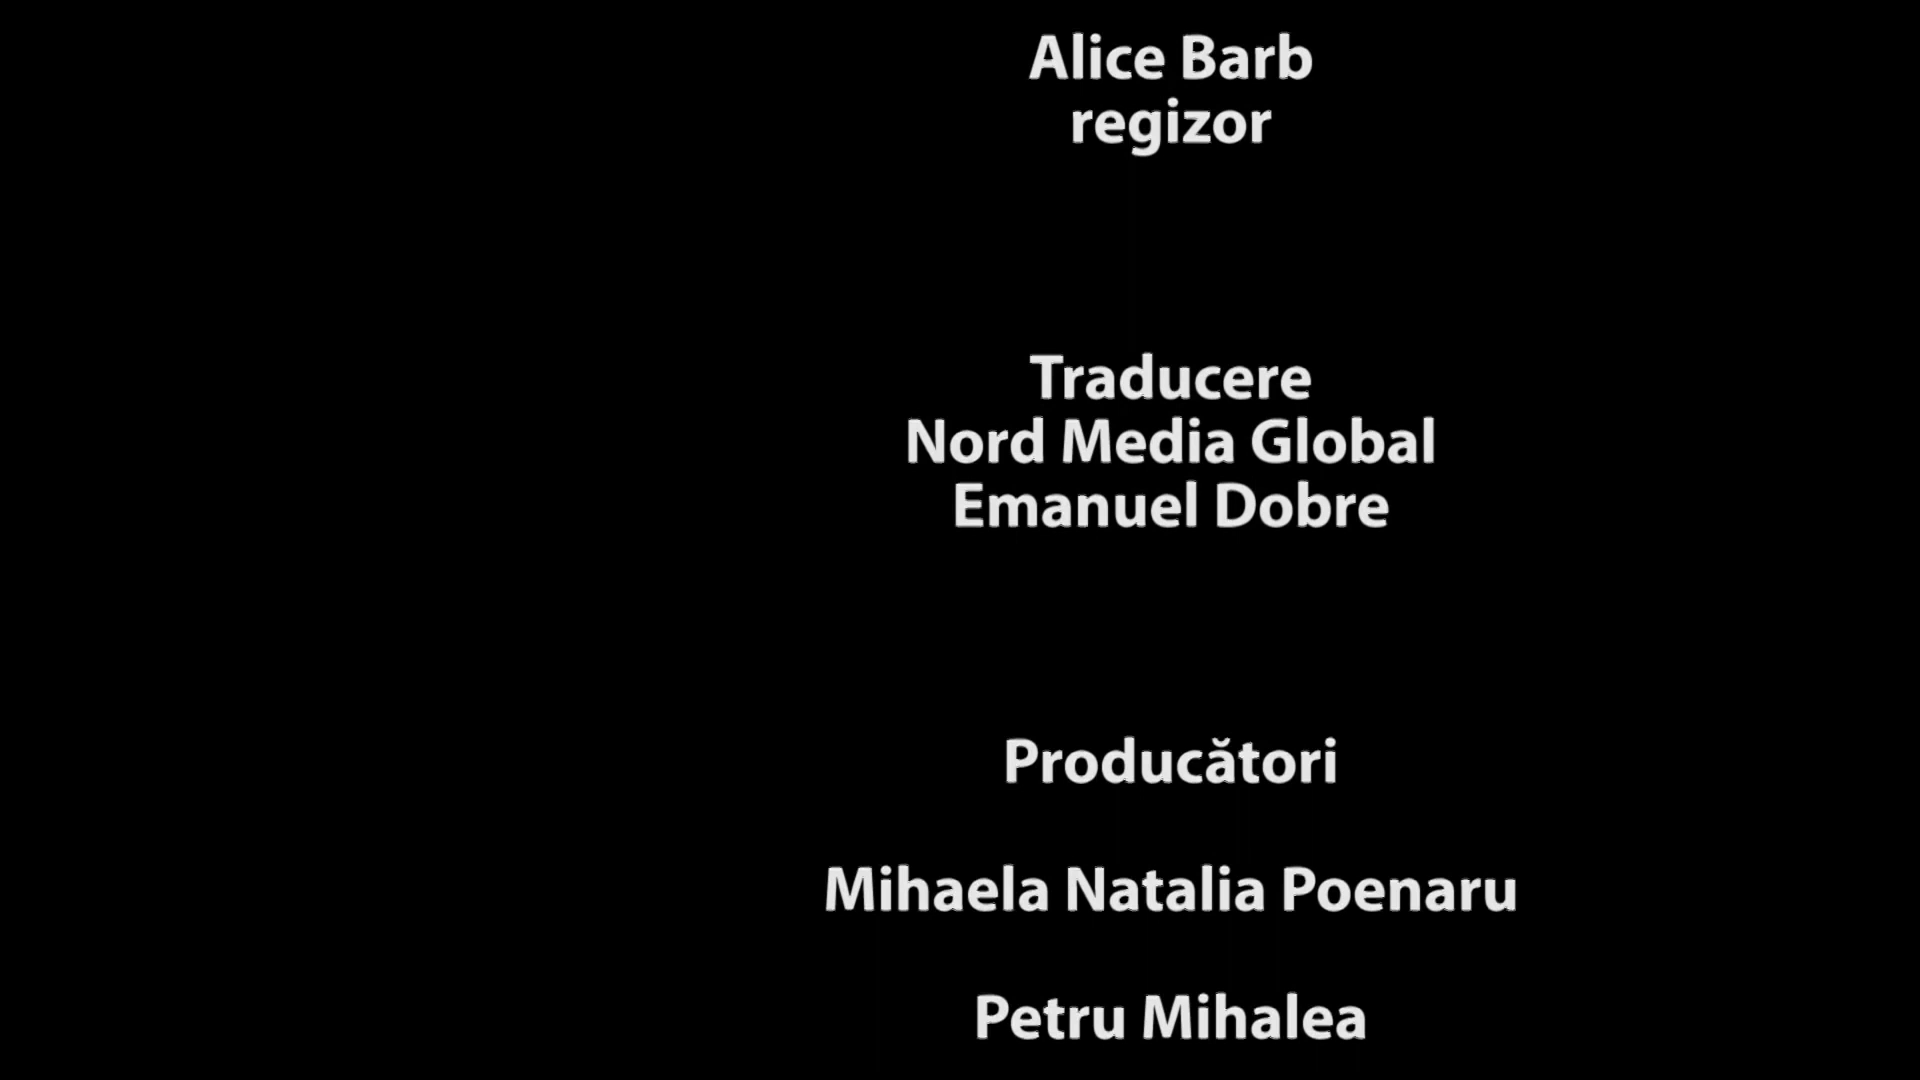 Alice Barb
regizor
Traducere
Nord Media Global
Emanuel Dobre
Producători
Mihaela Natalia Poenaru
Petru Mihalea